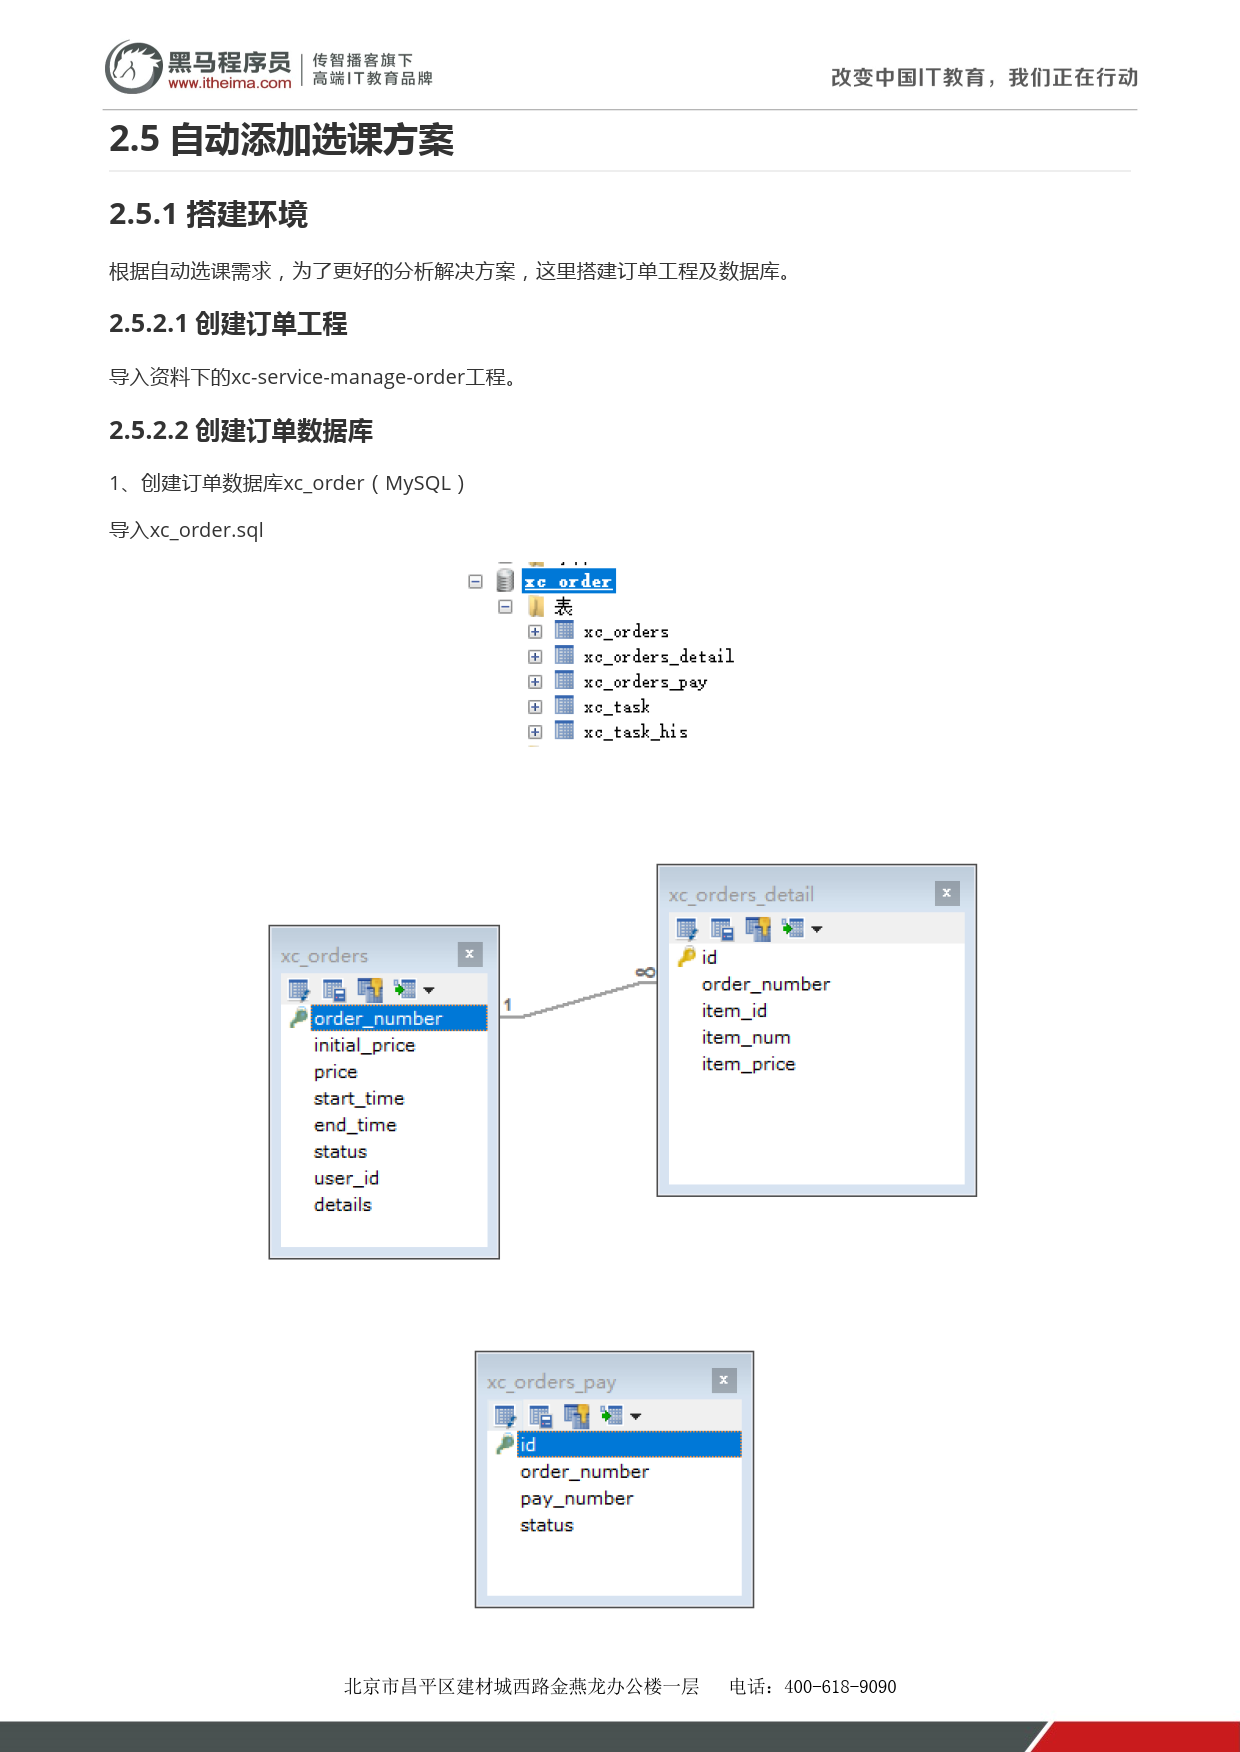 黑马程序员
www.itheima.com
传智播客旗下
高端IT教育品牌
改变中国IT教育，我们正在行动
2.5 自动添加选课方案
2.5.1 搭建环境
根据自动选课需求，为了更好的分析解决方案，这里搭建订单工程及数据库。
2.5.2.1 创建订单工程
导入资料下的xc-service-manage-order工程。
2.5.2.2 创建订单数据库
1、创建订单数据库xc_order（MySQL）
导入xc_order.sql
xc_order
表
xc_orders
xc_orders_detail
xc_orders_pay
xc_task
xc_task_his
xc_orders
order_number
initial_price
price
start_time
end_time
status
user_id
details
1
∞
xc_orders_detail
id
order_number
item_id
item_num
item_price
xc_orders_pay
id
order_number
pay_number
status
北京市昌平区建材城西路金燕龙办公楼一层 电话：400-618-9090